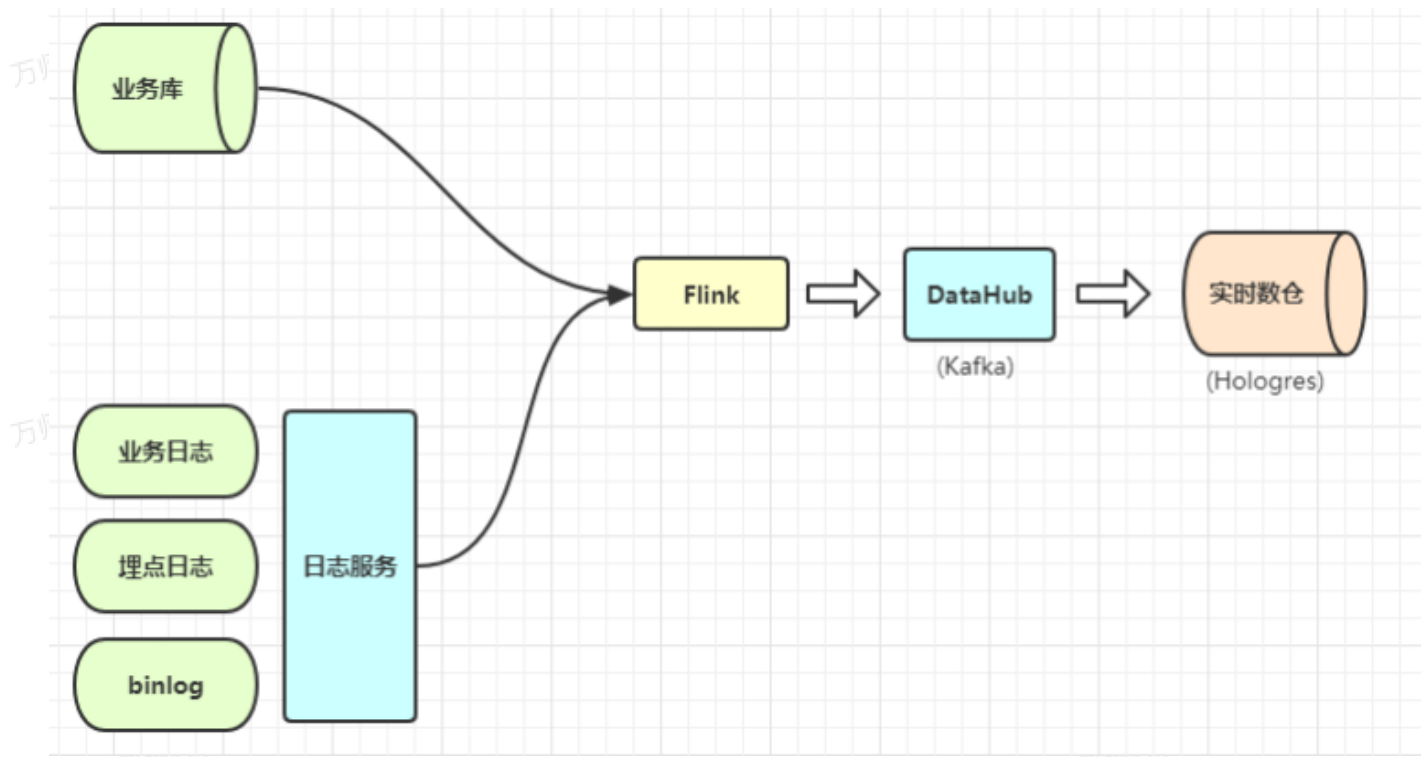 业务库
Flink
DataHub
(Kafka)
实时数仓
(Hologres)
业务日志
埋点日志
binlog
日志服务